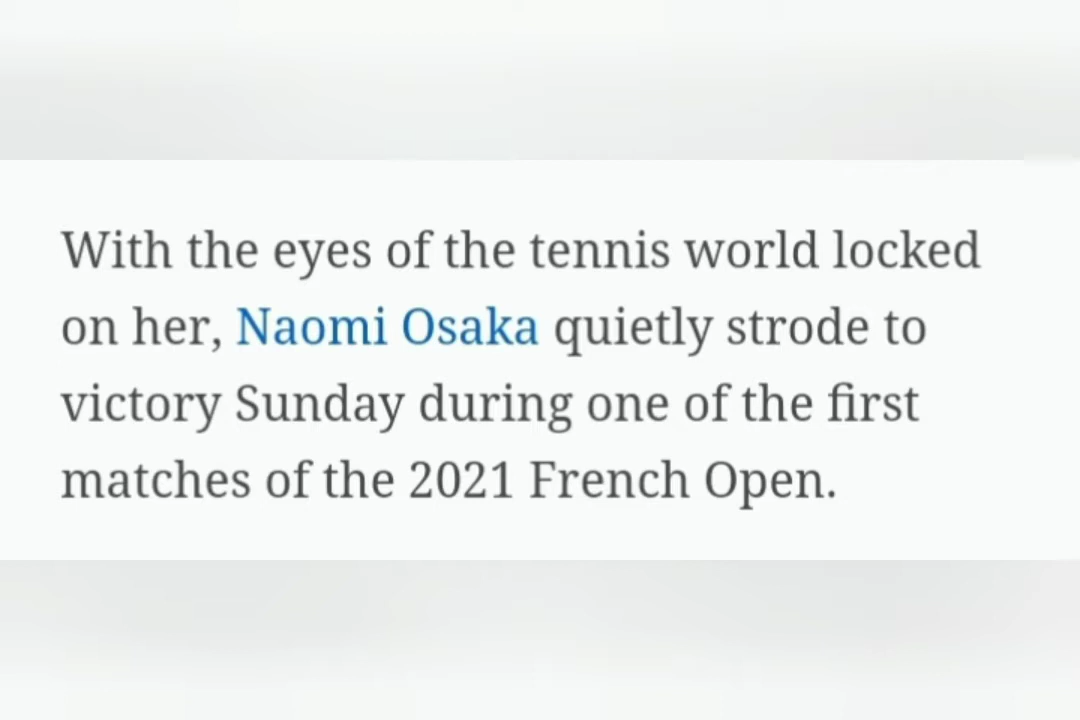 With the eyes of the tennis world locked
on her, Naomi Osaka quietly strode to
victory Sunday during one of the first
matches of the 2021 French Open.